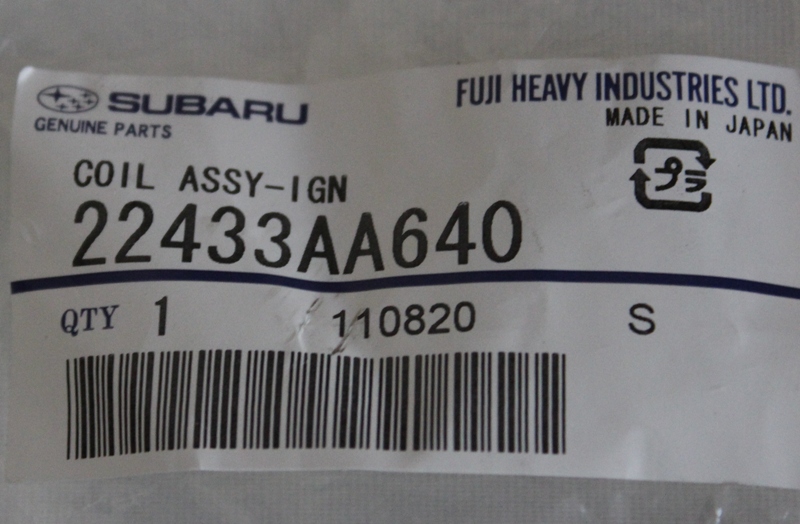 SUBARU
GENUINE PARTS
FUJI HEAVY INDUSTRIES LTD.
MADE IN JAPAN
プラ
COIL ASSY-IGN
22433AA640
QTY 1 110820 S